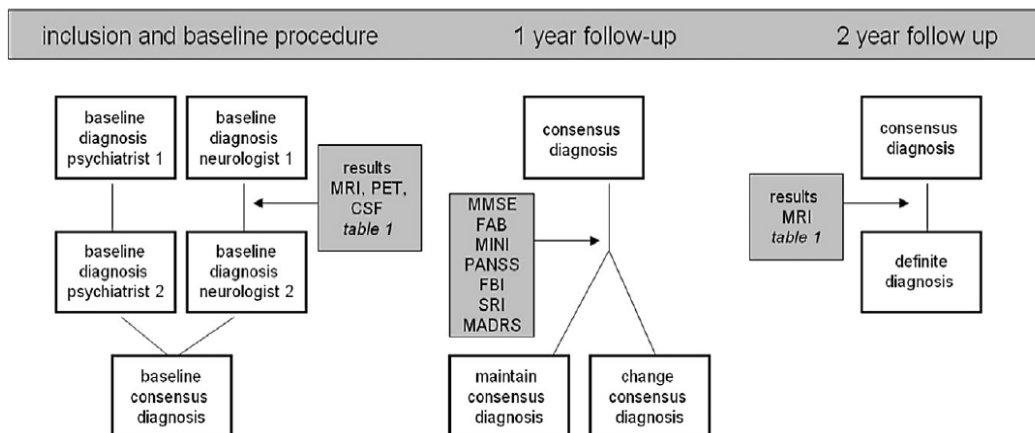 inclusion and baseline procedure
1 year follow-up
2 year follow up
baseline
diagnosis
psychiatrist 1
baseline
diagnosis
neurologist 1
results
MRI, PET,
CSF
table 1
baseline
diagnosis
psychiatrist 2
baseline
diagnosis
neurologist 2
baseline
consensus
diagnosis
consensus
diagnosis
MMSE
FAB
MINI
PANSS
FBI
SRI
MADRS
maintain
consensus
diagnosis
change
consensus
diagnosis
consensus
diagnosis
results
MRI
table 1
definite
diagnosis